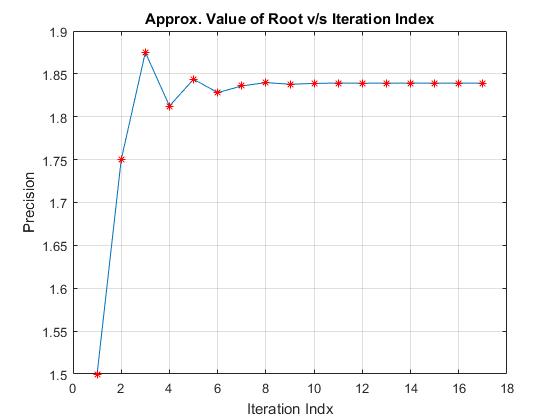 Approx. Value of Root v/s Iteration Index
1.9
1.85
1.8
1.75
1.7
1.65
1.6
1.55
1.5
Precision
0 2 4 6 8 10 12 14 16 18
Iteration Indx